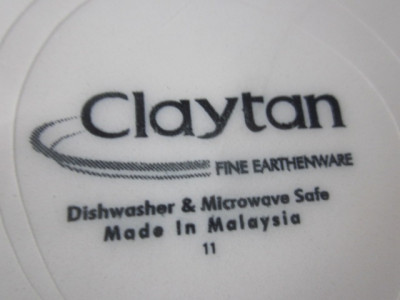 Claytan
FINE EARTHENWARE
Dishwasher & Microwave Safe
Made In Malaysia
11